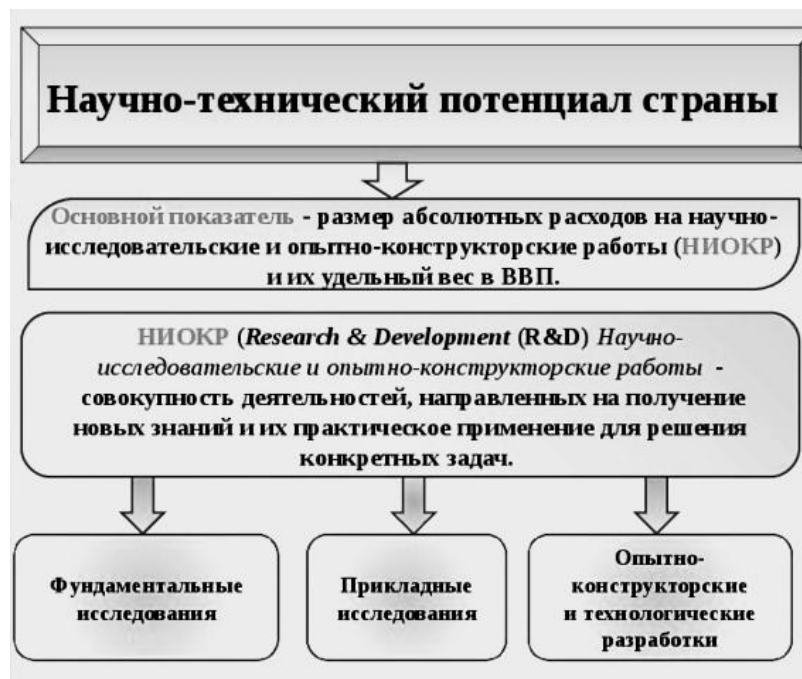 Научно-технический потенциал страны
Основной показатель - размер абсолютных расходов на научно-
исследовательские и опытно-конструкторские работы (НИОКР)
и их удельный вес в ВВП.
НИОКР (Research & Development (R&D) Научно-
исследовательские и опытно-конструкторские работы -
совокупность деятельностей, направленных на получение
новых знаний и их практическое применение для решения
конкретных задач.
Фундаментальные
исследования
Прикладные
исследования
Опытно-
конструкторские
и технологические
разработки